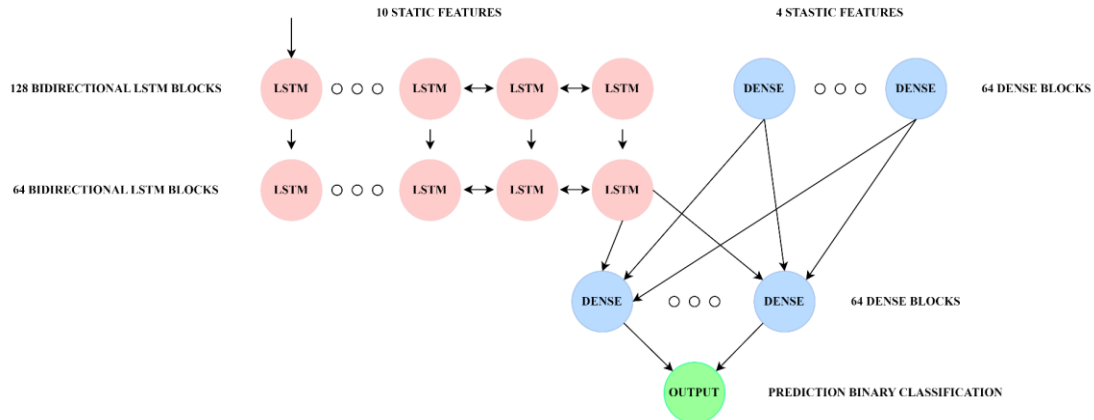 10 STATIC FEATURES
4 STASTIC FEATURES
128 BIDIRECTIONAL LSTM BLOCKS
LSTM
LSTM
LSTM
LSTM
DENSE
DENSE
64 DENSE BLOCKS
64 BIDIRECTIONAL LSTM BLOCKS
LSTM
LSTM
LSTM
LSTM
DENSE
DENSE
64 DENSE BLOCKS
OUTPUT
PREDICTION BINARY CLASSIFICATION